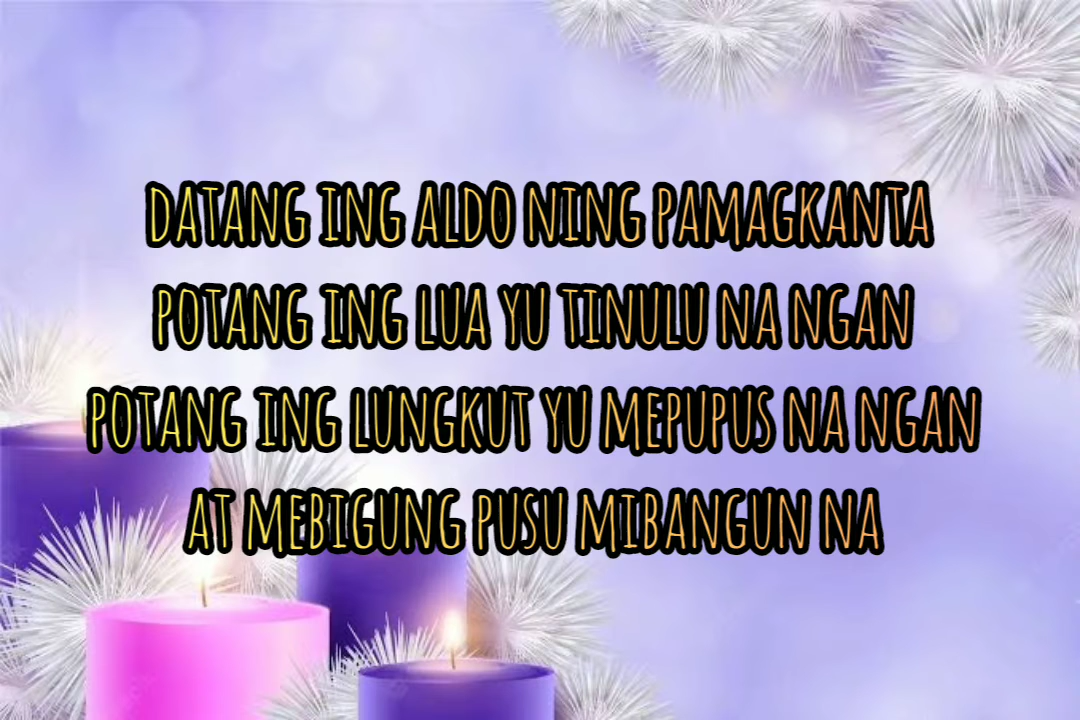 DATANG ING ALDO NING PAMAGKANTA
POTANG ING LUA YU TINULU NA NGAN
POTANG ING LUNGKUT YU MEPUPUS NA NGAN
AT MEBIGUNG PUSU MIBANGUN NA